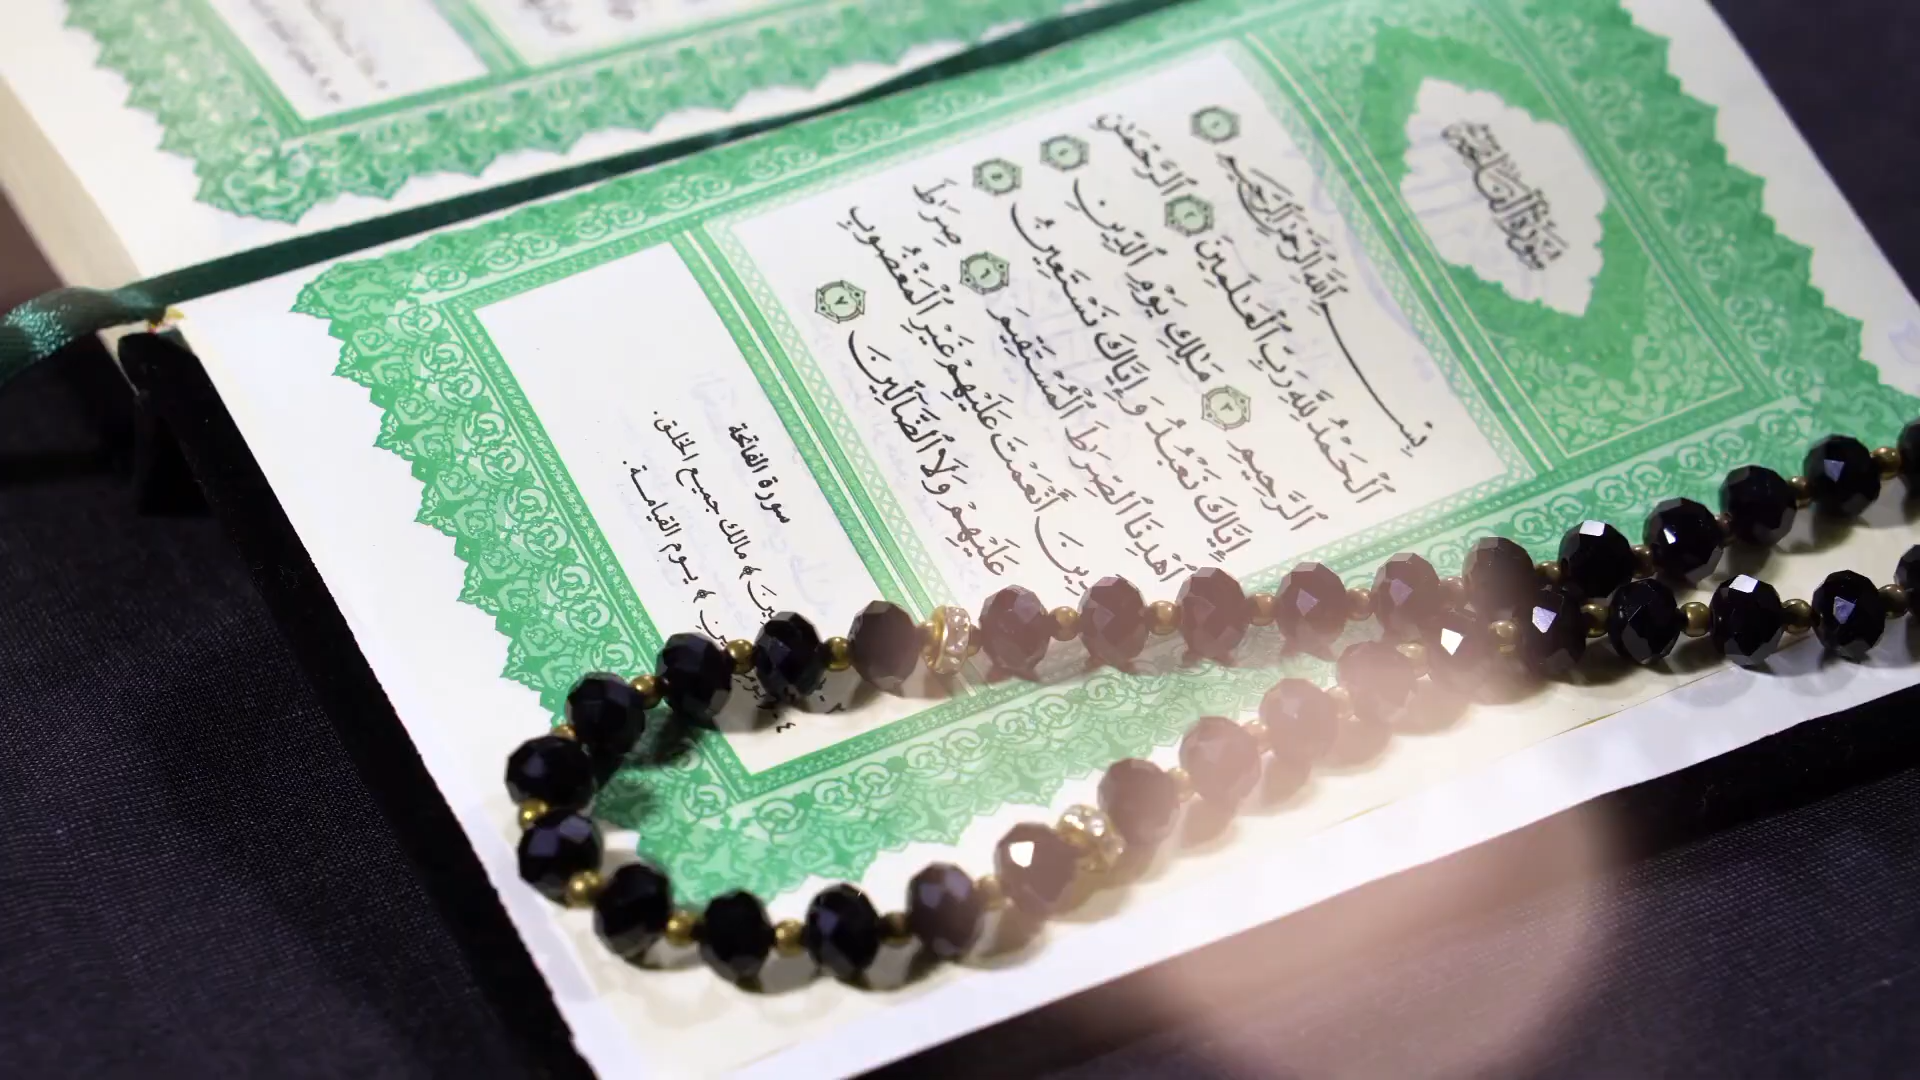 سورة الفاتحة
بِسْمِ ٱللَّهِ ٱلرَّحْمَٰنِ ٱلرَّحِيمِ ١
ٱلْحَمْدُ لِلَّهِ رَبِّ ٱلْعَٰلَمِينَ ٢ ٱلرَّحْمَٰنِ
ٱلرَّحِيمِ ٣ مَٰلِكِ يَوْمِ ٱلدِّينِ ٤
إِيَّاكَ نَعْبُدُ وَإِيَّاكَ نَسْتَعِينُ ٥
ٱهْدِنَا ٱلصِّرَٰطَ ٱلْمُسْتَقِيمَ ٦ صِرَٰطَ
أَنْعَمْتَ عَلَيْهِمْ غَيْرِ ٱلْمَغْضُوبِ
عَلَيْهِمْ وَلَا ٱلضَّآلِّينَ ٧
سورة الفاتحة
﴾ مالك جميع الخلق.
﴾ يوم القيامة.